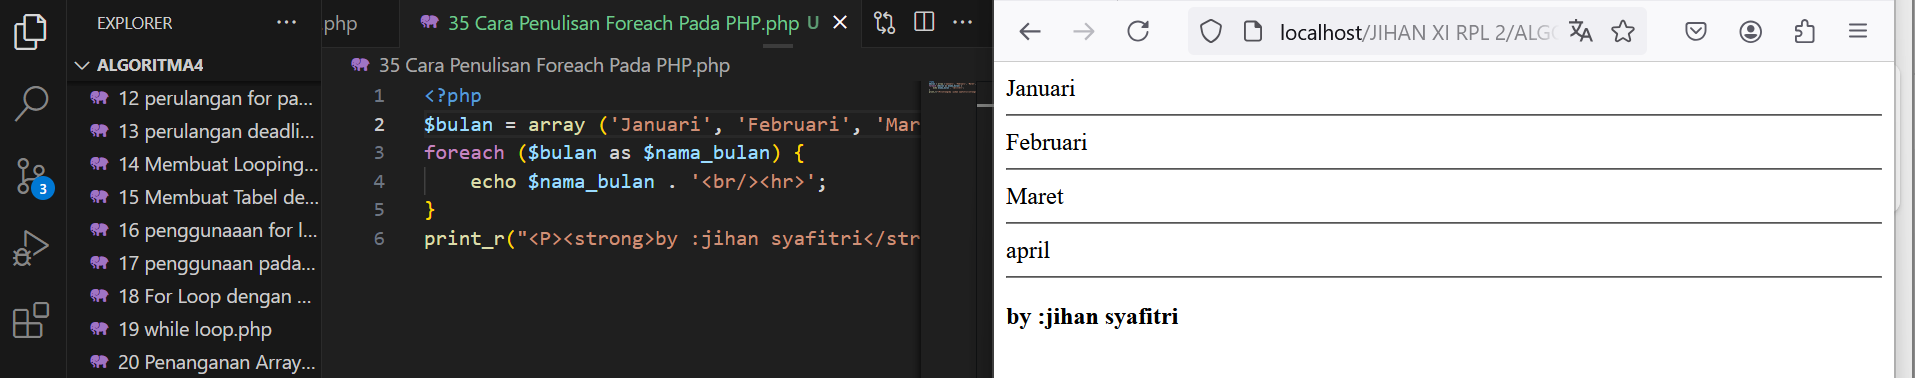 EXPLORER
ALGORITMA4
12 perulangan for pa...
13 perulangan deadli...
14 Membuat Looping...
15 Membuat Tabel de...
16 penggunaaan for l...
17 penggunaan pada...
18 For Loop dengan ...
19 while loop.php
20 Penanganan Array...
3
php
35 Cara Penulisan Foreach Pada PHP.php U
35 Cara Penulisan Foreach Pada PHP.php
1 <?php
2 $bulan = array ('Januari', 'Februari', 'Mar
3 foreach ($bulan as $nama_bulan) {
4 echo $nama_bulan . '<br/><hr>';
5 }
6 print_r("<P><strong>by :jihan syafitri</str
localhost/JIHAN XI RPL 2/ALGO
Januari
Februari
Maret
april
by :jihan syafitri